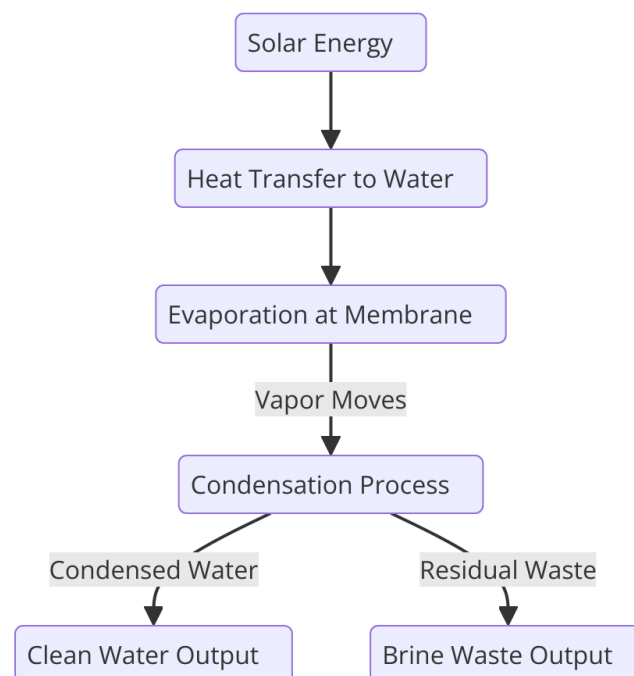 Solar Energy
Heat Transfer to Water
Evaporation at Membrane
Vapor Moves
Condensation Process
Condensed Water
Residual Waste
Clean Water Output
Brine Waste Output